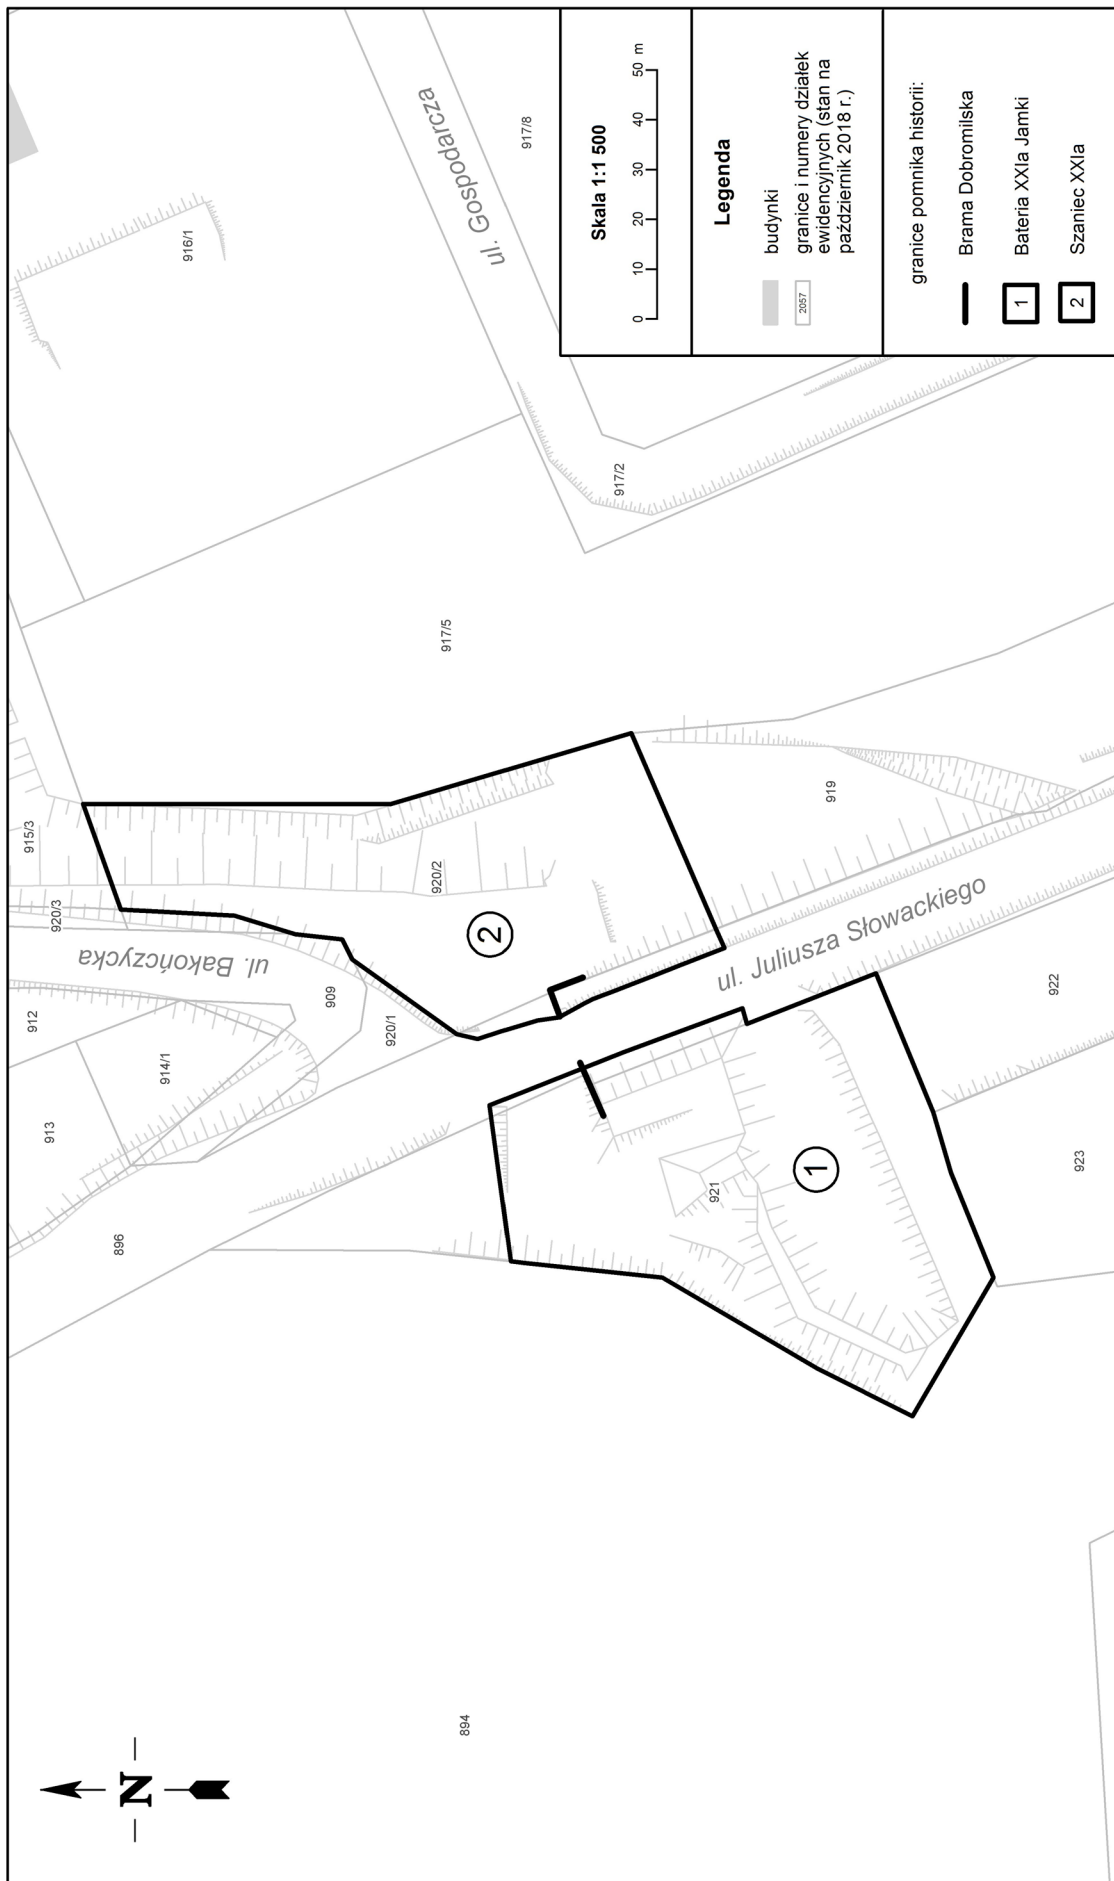 N
894
896
913
912
914/1
909
920/3
915/3
920/1
ul. Bakończycka
916/1
920/2
917/5
2
921
1
ul. Juliusza Słowackiego
919
922
923
917/2
917/8
ul. Gospodarcza
Skala 1:1 500
0 10 20 30 40 50 m
Legenda
budynki
2057
granice i numery działek
ewidencyjnych (stan na
październik 2018 r.)
granice pomnika historii:
Brama Dobromilska
1 Bateria XXIa Jamki
2 Szaniec XXIa